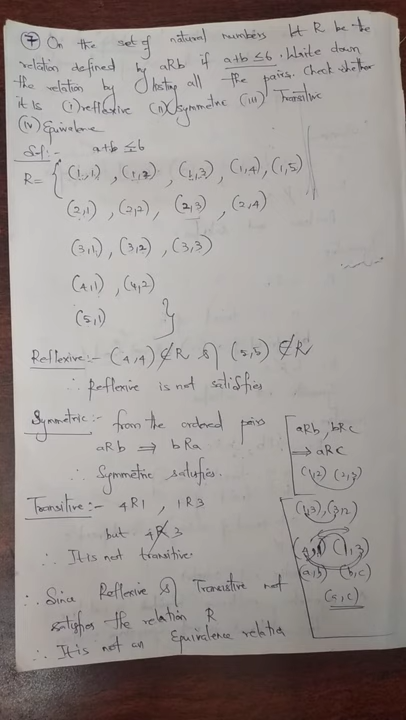 ⑦ On the set of natural numbers let R be the
relation defined by aRb if a+b ≤ 6. Write down
the relation by listing all the pairs. Check whether
it is (i) reflexive (ii) symmetric (iii) Transitive
(iv) Equivalence
Sol:- a+b ≤ 6
R = { (1,1) , (1,2) , (1,3) , (1,4) , (1,5)
(2,1) , (2,2) , (2,3) , (2,4)
(3,1) , (3,2) , (3,3)
(4,1) , (4,2)
(5,1) }
Reflexive :- (4,4) ∉ R & (5,5) ∉ R
∴ Reflexive is not satisfies
Symmetric :- from the ordered pairs
aRb ⇒ bRa
∴ Symmetric satisfies.
Transitive :- 4R1 , 1R3
but 4R̸3
∴ It is not transitive.
∴ Since Reflexive & Transistive not
satisfies the relation R
∴ It is not an Equivalence relation
aRb, bRc
⇒ aRc
(1,2) (2,3)
(1,3), (3,2)
(4,1) (1,3)
(a,b) (b,c)
(a,c)